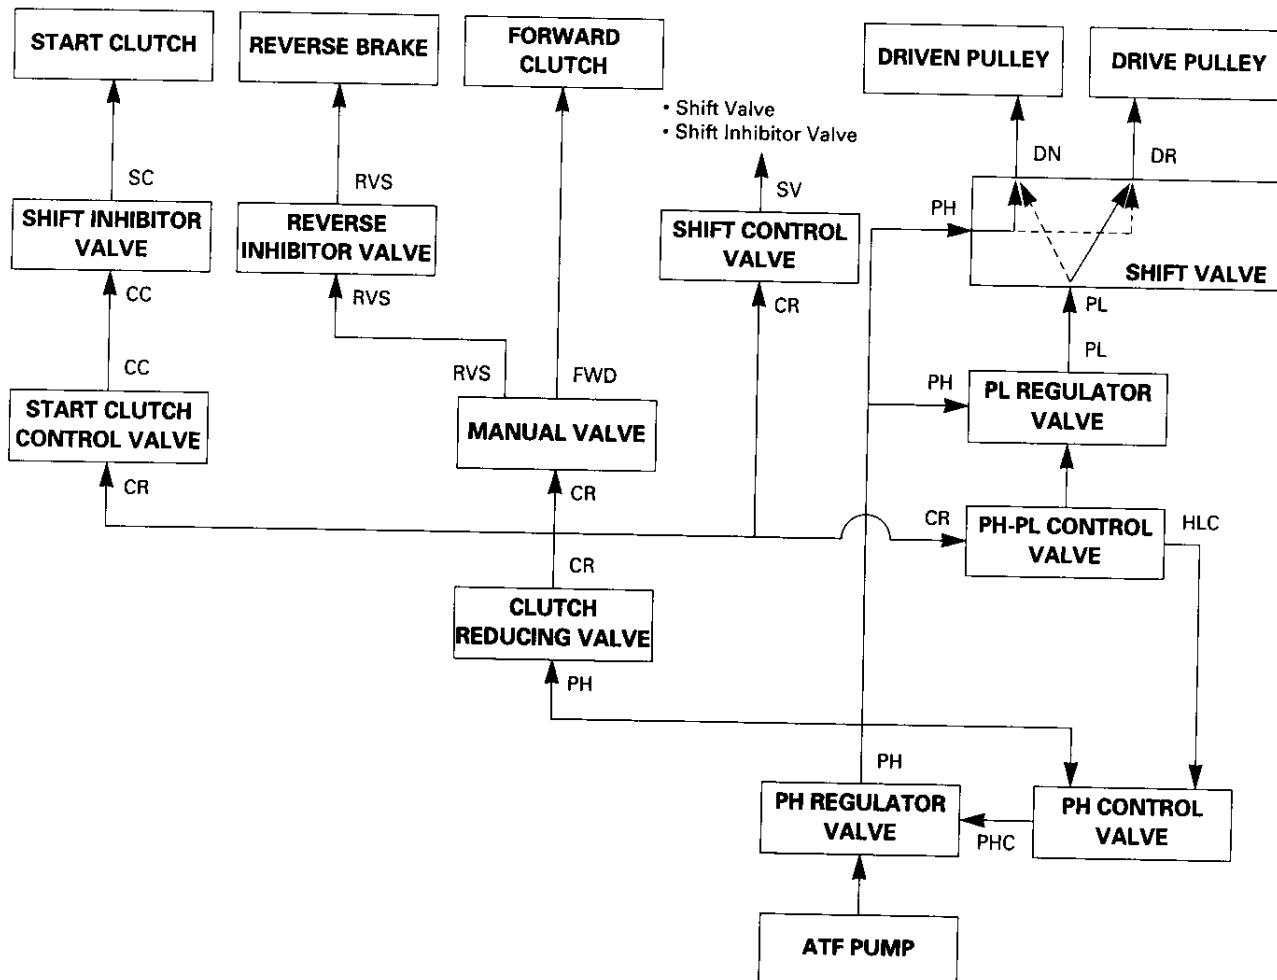 START CLUTCH
REVERSE BRAKE
FORWARD
CLUTCH
DRIVEN PULLEY
DRIVE PULLEY
• Shift Valve
• Shift Inhibitor Valve
SC
RVS
SV
DN
DR
SHIFT INHIBITOR
VALVE
REVERSE
INHIBITOR VALVE
SHIFT CONTROL
VALVE
PH
SHIFT VALVE
CC
RVS
CR
PL
CC
RVS
FWD
PH
PL
START CLUTCH
CONTROL VALVE
MANUAL VALVE
PL REGULATOR
VALVE
CR
CR
CR
PH-PL CONTROL
VALVE
HLC
CR
CLUTCH
REDUCING VALVE
PH
PH
PH REGULATOR
VALVE
PHC
PH CONTROL
VALVE
ATF PUMP